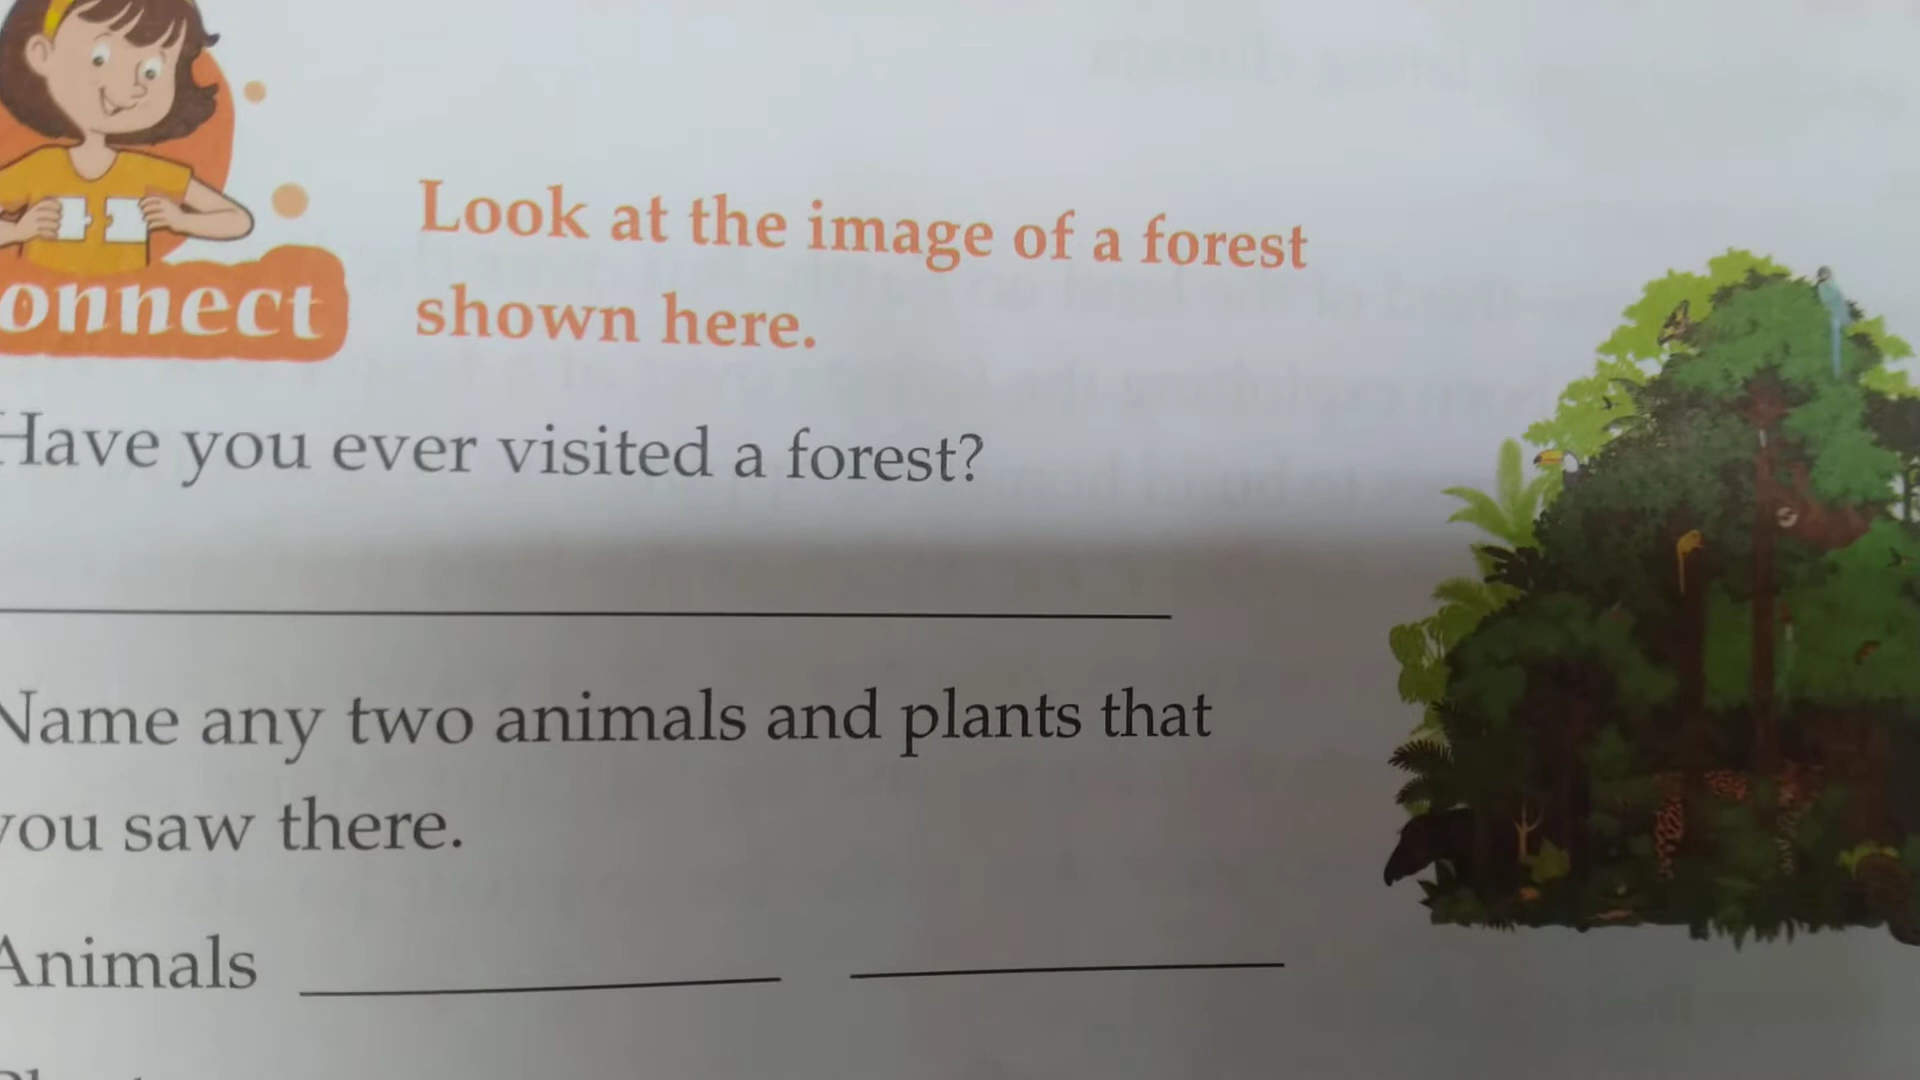 onnect
Look at the image of a forest
shown here.
Have you ever visited a forest?
Name any two animals and plants that
you saw there.
Animals